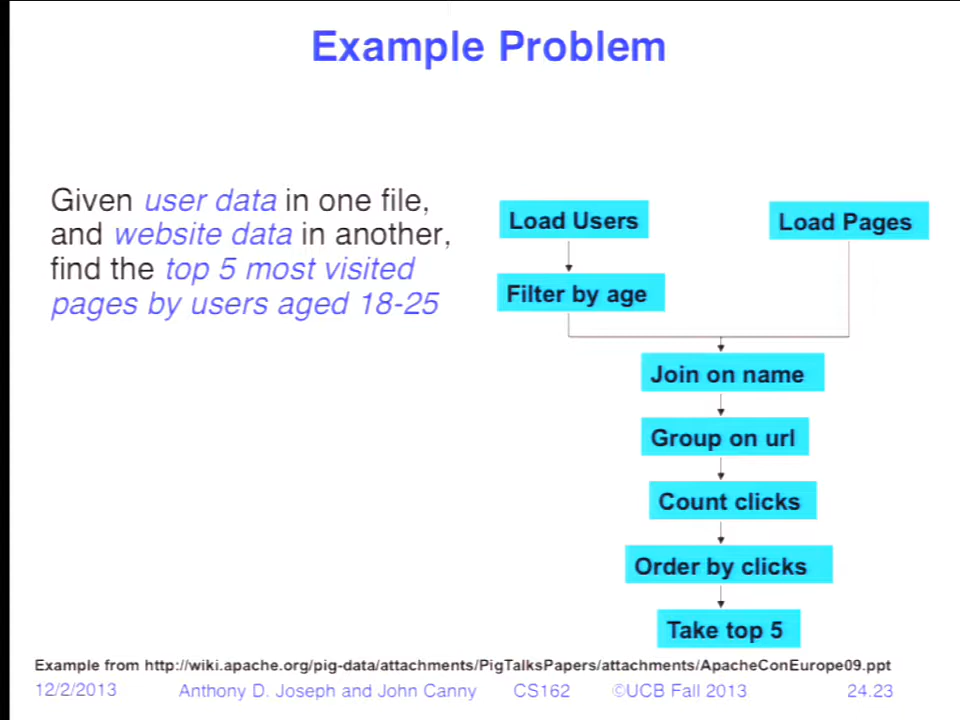 Example Problem
Given user data in one file,
and website data in another,
find the top 5 most visited
pages by users aged 18-25
Load Users
Load Pages
Filter by age
Join on name
Group on url
Count clicks
Order by clicks
Take top 5
Example from http://wiki.apache.org/pig-data/attachments/PigTalksPapers/attachments/ApacheConEurope09.ppt
12/2/2013 Anthony D. Joseph and John Canny CS162 ©UCB Fall 2013 24.23